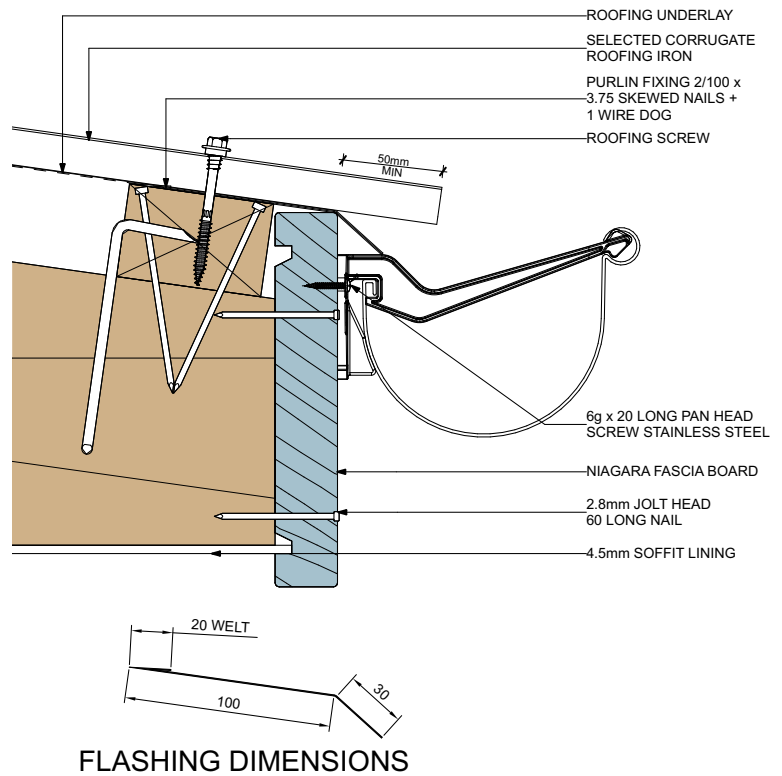 ROOFING UNDERLAY
SELECTED CORRUGATE
ROOFING IRON
PURLIN FIXING 2/100 x
3.75 SKEWED NAILS +
1 WIRE DOG
ROOFING SCREW
50mm
MIN
6g x 20 LONG PAN HEAD
SCREW STAINLESS STEEL
NIAGARA FASCIA BOARD
2.8mm JOLT HEAD
60 LONG NAIL
4.5mm SOFFIT LINING
20 WELT
100
30
FLASHING DIMENSIONS